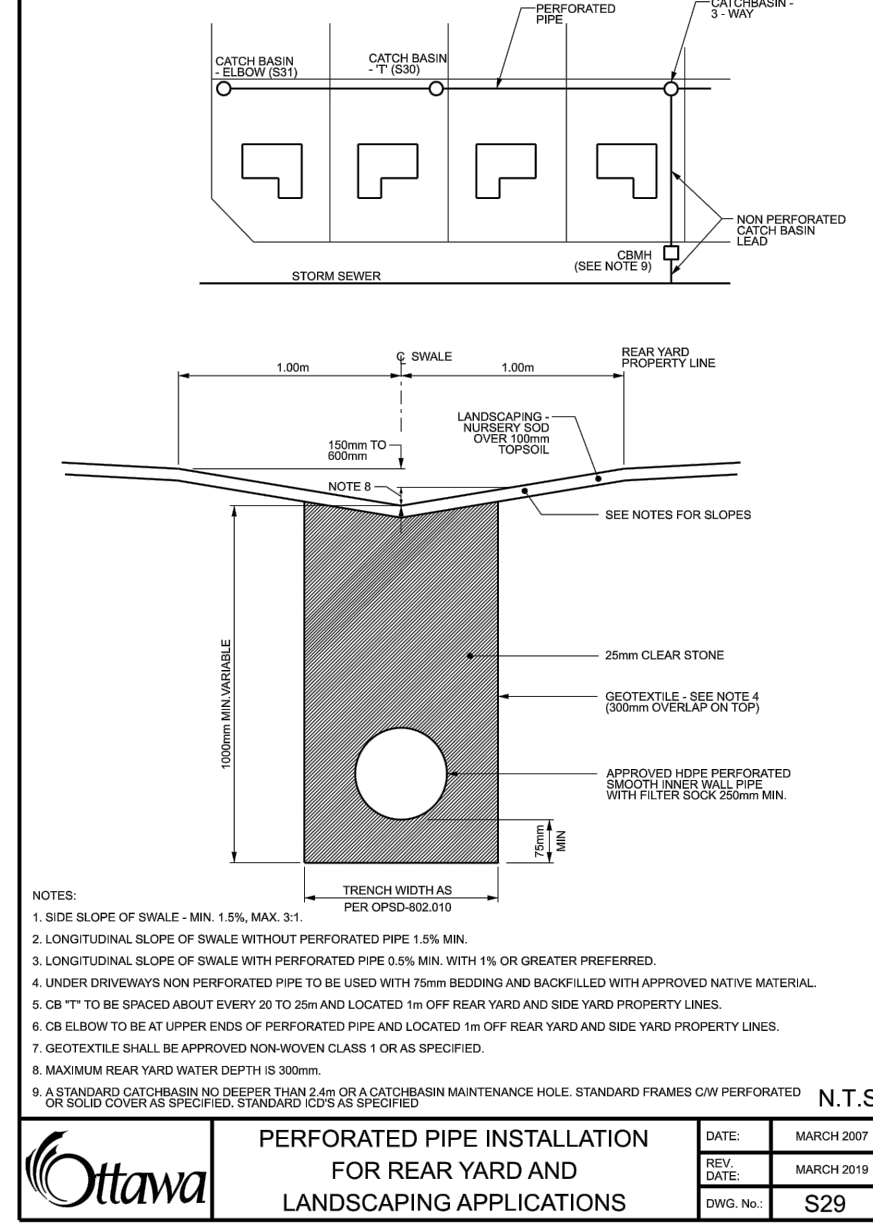 PERFORATED
PIPE
CATCHBASIN -
3 - WAY
CATCH BASIN
- ELBOW (S31)
CATCH BASIN
- 'T' (S30)
NON PERFORATED
CATCH BASIN
LEAD
CBMH
(SEE NOTE 9)
STORM SEWER
℄ SWALE
REAR YARD
PROPERTY LINE
1.00m
1.00m
LANDSCAPING -
NURSERY SOD
OVER 100mm
TOPSOIL
150mm TO
600mm
NOTE 8
SEE NOTES FOR SLOPES
1000mm MIN.VARIABLE
25mm CLEAR STONE
GEOTEXTILE - SEE NOTE 4
(300mm OVERLAP ON TOP)
APPROVED HDPE PERFORATED
SMOOTH INNER WALL PIPE
WITH FILTER SOCK 250mm MIN.
75mm
MIN
TRENCH WIDTH AS
PER OPSD-802.010
NOTES:
1. SIDE SLOPE OF SWALE - MIN. 1.5%, MAX. 3:1.
2. LONGITUDINAL SLOPE OF SWALE WITHOUT PERFORATED PIPE 1.5% MIN.
3. LONGITUDINAL SLOPE OF SWALE WITH PERFORATED PIPE 0.5% MIN. WITH 1% OR GREATER PREFERRED.
4. UNDER DRIVEWAYS NON PERFORATED PIPE TO BE USED WITH 75mm BEDDING AND BACKFILLED WITH APPROVED NATIVE MATERIAL.
5. CB "T" TO BE SPACED ABOUT EVERY 20 TO 25m AND LOCATED 1m OFF REAR YARD AND SIDE YARD PROPERTY LINES.
6. CB ELBOW TO BE AT UPPER ENDS OF PERFORATED PIPE AND LOCATED 1m OFF REAR YARD AND SIDE YARD PROPERTY LINES.
7. GEOTEXTILE SHALL BE APPROVED NON-WOVEN CLASS 1 OR AS SPECIFIED.
8. MAXIMUM REAR YARD WATER DEPTH IS 300mm.
9. A STANDARD CATCHBASIN NO DEEPER THAN 2.4m OR A CATCHBASIN MAINTENANCE HOLE. STANDARD FRAMES C/W PERFORATED
OR SOLID COVER AS SPECIFIED. STANDARD ICD'S AS SPECIFIED
N.T.S
Ottawa
PERFORATED PIPE INSTALLATION
FOR REAR YARD AND
LANDSCAPING APPLICATIONS
DATE: MARCH 2007
REV.
DATE: MARCH 2019
DWG. No.: S29